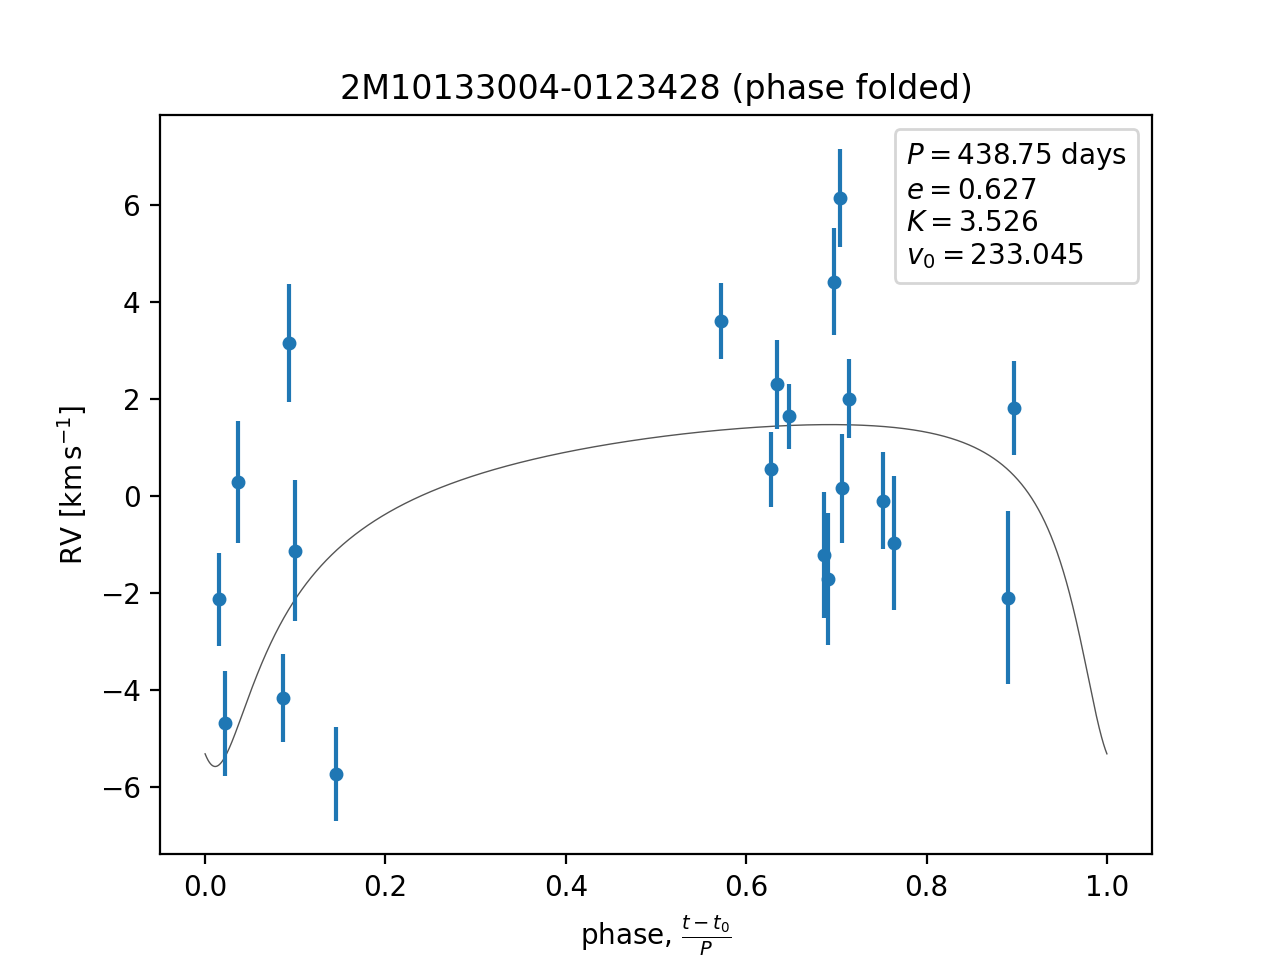 2M10133004-0123428 (phase folded)
P = 438.75 days
e = 0.627
K = 3.526
v₀ = 233.045
RV [km s⁻¹]
6
4
2
0
−2
−4
−6
0.0 0.2 0.4 0.6 0.8 1.0
phase, (t − t₀)/P